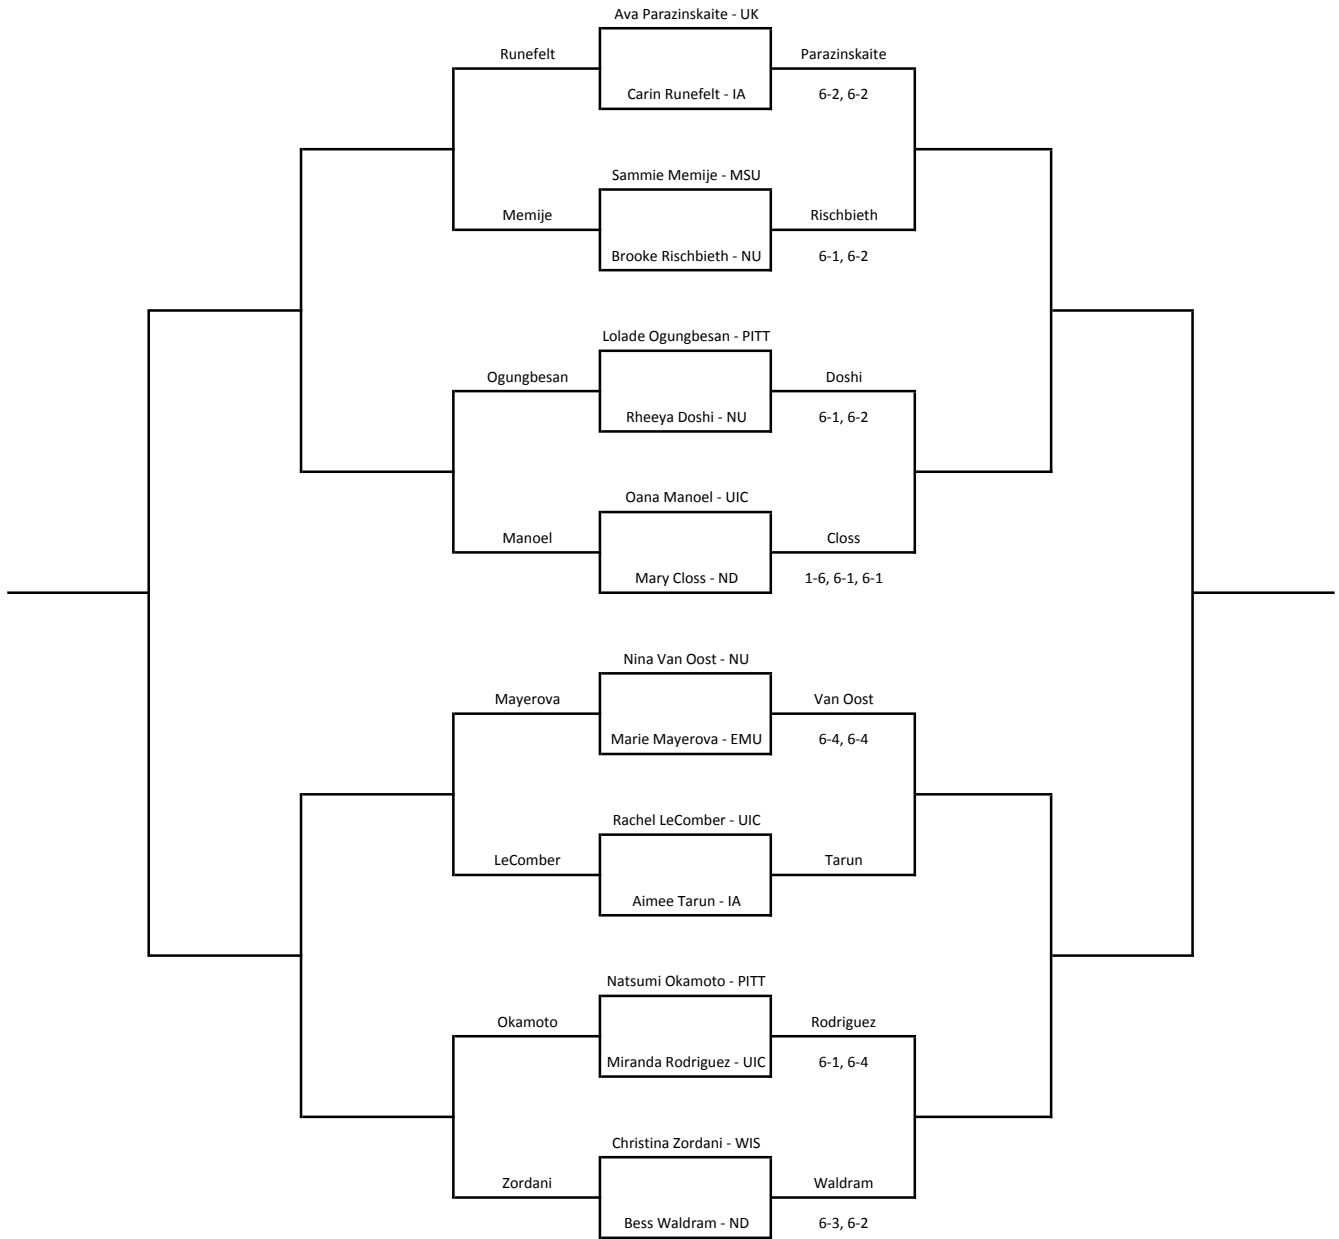 Ava Parazinskaite - UK
Runefelt
Parazinskaite
Carin Runefelt - IA
6-2, 6-2
Sammie Memije - MSU
Memije
Rischbieth
Brooke Rischbieth - NU
6-1, 6-2
Lolade Ogungbesan - PITT
Ogungbesan
Doshi
Rheeya Doshi - NU
6-1, 6-2
Oana Manoel - UIC
Manoel
Closs
Mary Closs - ND
1-6, 6-1, 6-1
Nina Van Oost - NU
Mayerova
Van Oost
Marie Mayerova - EMU
6-4, 6-4
Rachel LeComber - UIC
LeComber
Tarun
Aimee Tarun - IA
Natsumi Okamoto - PITT
Okamoto
Rodriguez
Miranda Rodriguez - UIC
6-1, 6-4
Christina Zordani - WIS
Zordani
Waldram
Bess Waldram - ND
6-3, 6-2